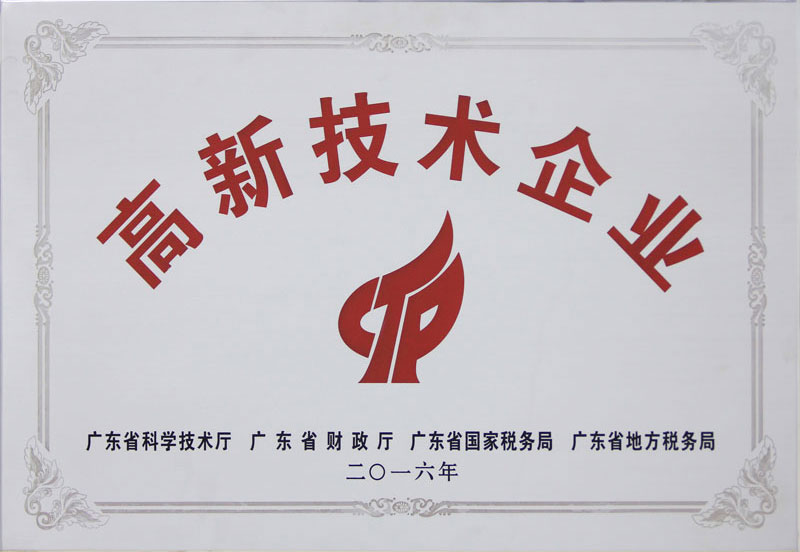 高新技术企业
CTP
广东省科学技术厅 广东省财政厅 广东省国家税务局 广东省地方税务局
二〇一六年